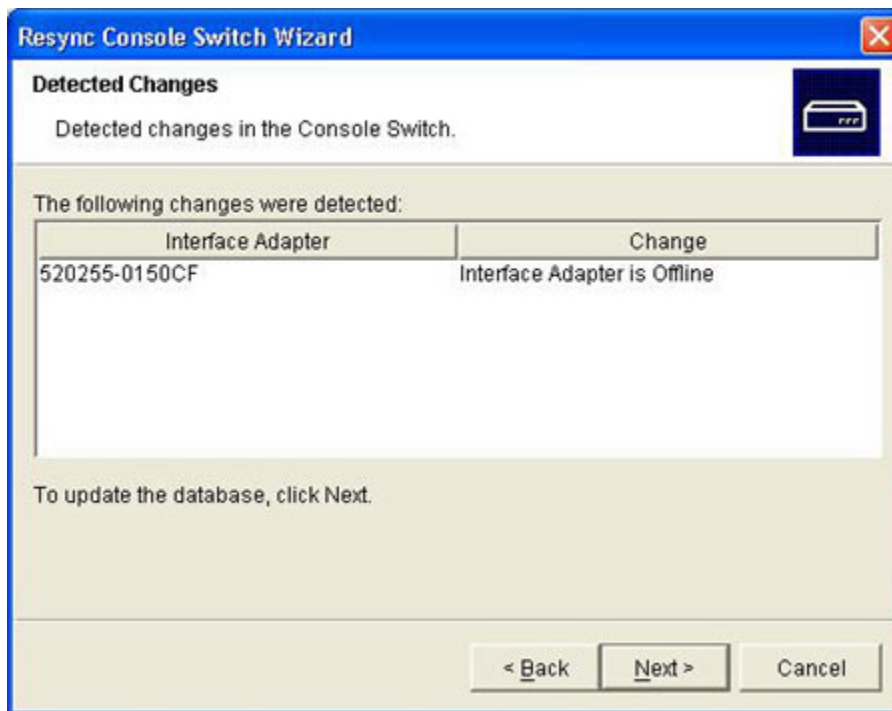 Resync Console Switch Wizard
Detected Changes
Detected changes in the Console Switch.
The following changes were detected:
Interface Adapter Change
520255-0150CF Interface Adapter is Offline
To update the database, click Next.
< Back Next > Cancel